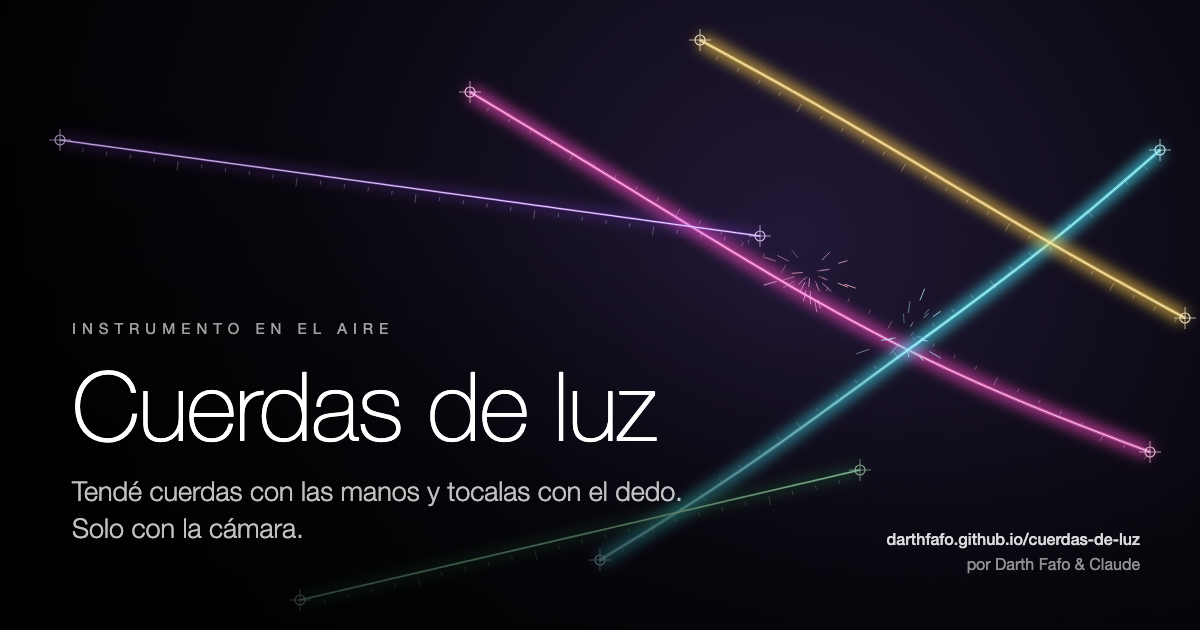 INSTRUMENTO EN EL AIRE
Cuerdas de luz
Tendé cuerdas con las manos y tocalas con el dedo.
Solo con la cámara.
darthfafo.github.io/cuerdas-de-luz
por Darth Fafo & Claude